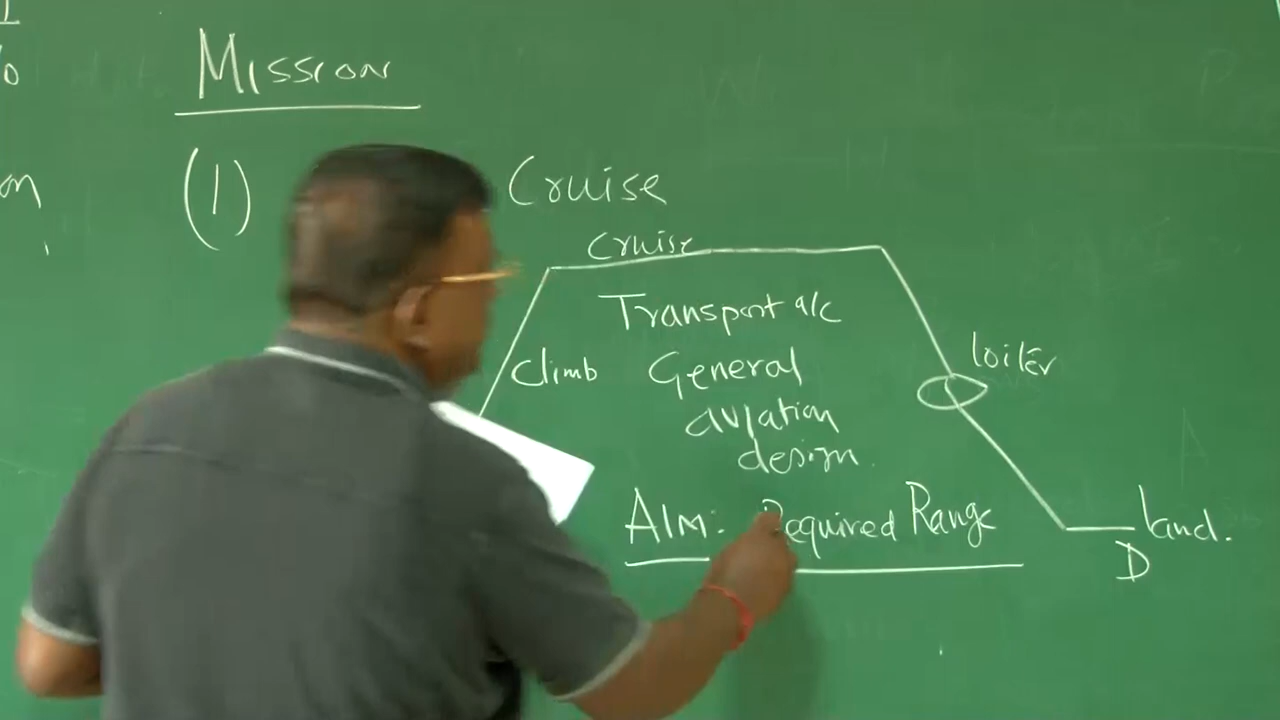 Mission
(1)
Cruise
Cruise
Transport a/c
Climb
General
aviation
design.
loiter
AIM: Required Range
land.
D